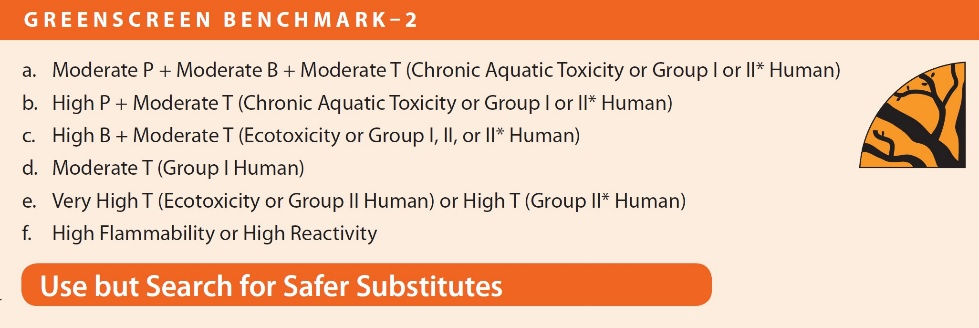 GREENSCREEN BENCHMARK–2
a. Moderate P + Moderate B + Moderate T (Chronic Aquatic Toxicity or Group I or II* Human)
b. High P + Moderate T (Chronic Aquatic Toxicity or Group I or II* Human)
c. High B + Moderate T (Ecotoxicity or Group I, II, or II* Human)
d. Moderate T (Group I Human)
e. Very High T (Ecotoxicity or Group II Human) or High T (Group II* Human)
f. High Flammability or High Reactivity
Use but Search for Safer Substitutes